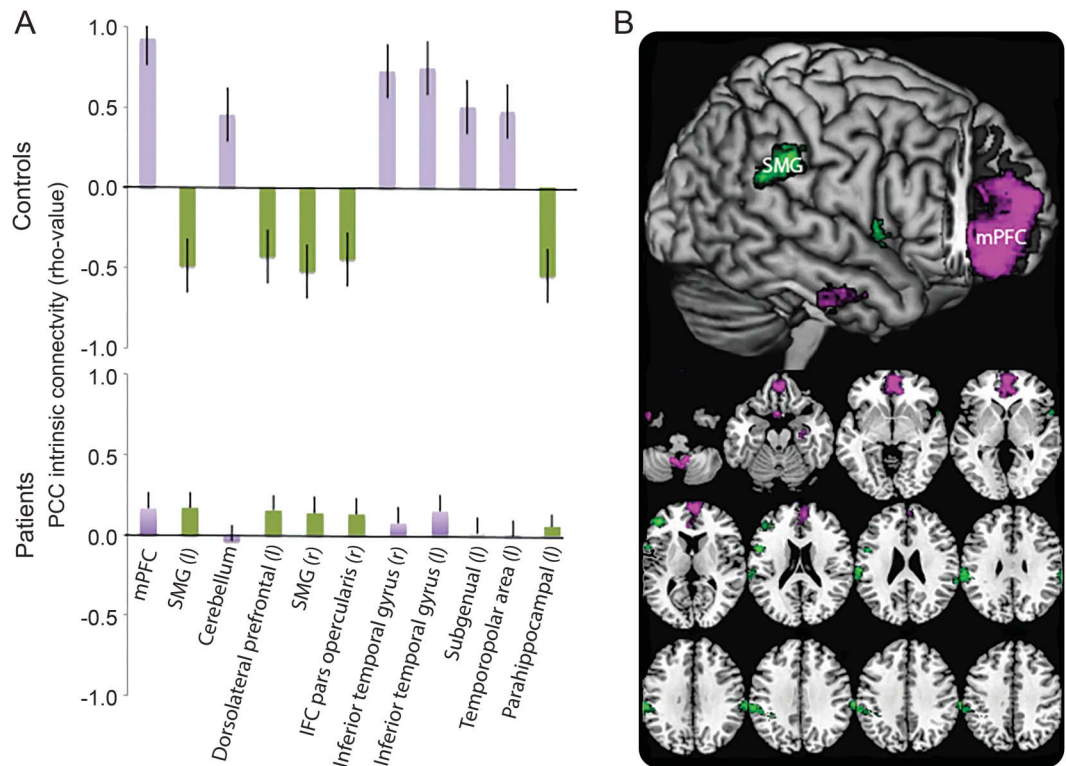 A
B
Controls
Patients
PCC intrinsic connectvity (rho-value)
1.0
0.5
0.0
-0.5
-1.0
1.0
0.5
0.0
-0.5
-1.0
mPFC
SMG (l)
Cerebellum
Dorsolateral prefrontal (l)
SMG (r)
IFC pars opercularis (r)
Inferior temporal gyrus (r)
Inferior temporal gyrus (l)
Subgenual (l)
Temporopolar area (l)
Parahippocampal (l)
SMG
mPFC